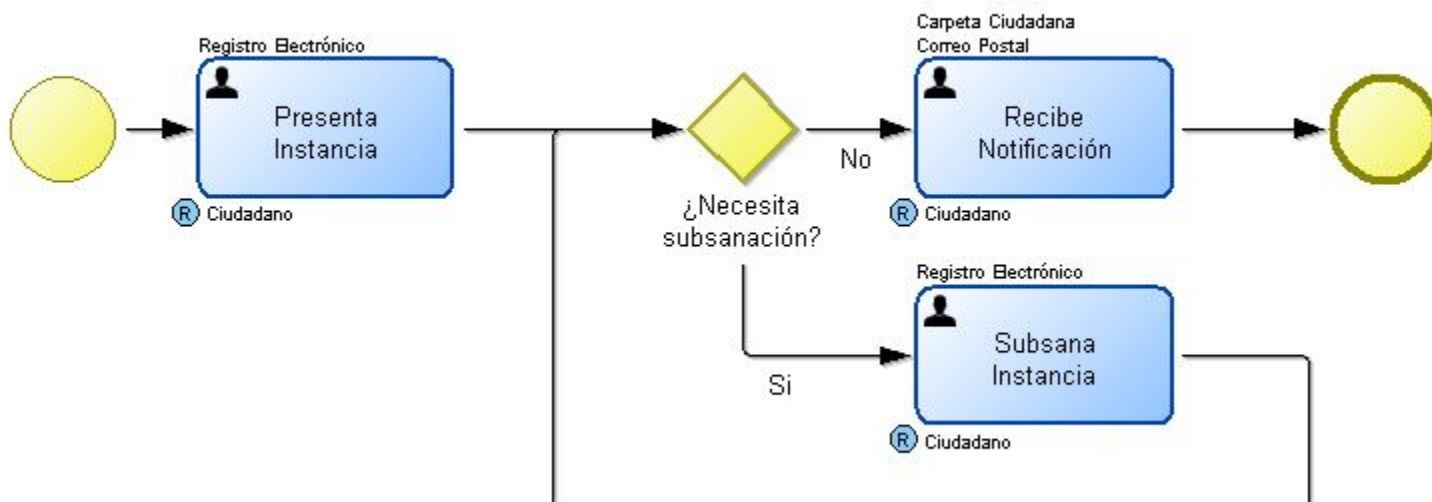 Registro Electrónico
Presenta
Instancia
R Ciudadano
¿Necesita
subsanación?
No
Si
Carpeta Ciudadana
Correo Postal
Recibe
Notificación
R Ciudadano
Registro Electrónico
Subsana
Instancia
R Ciudadano